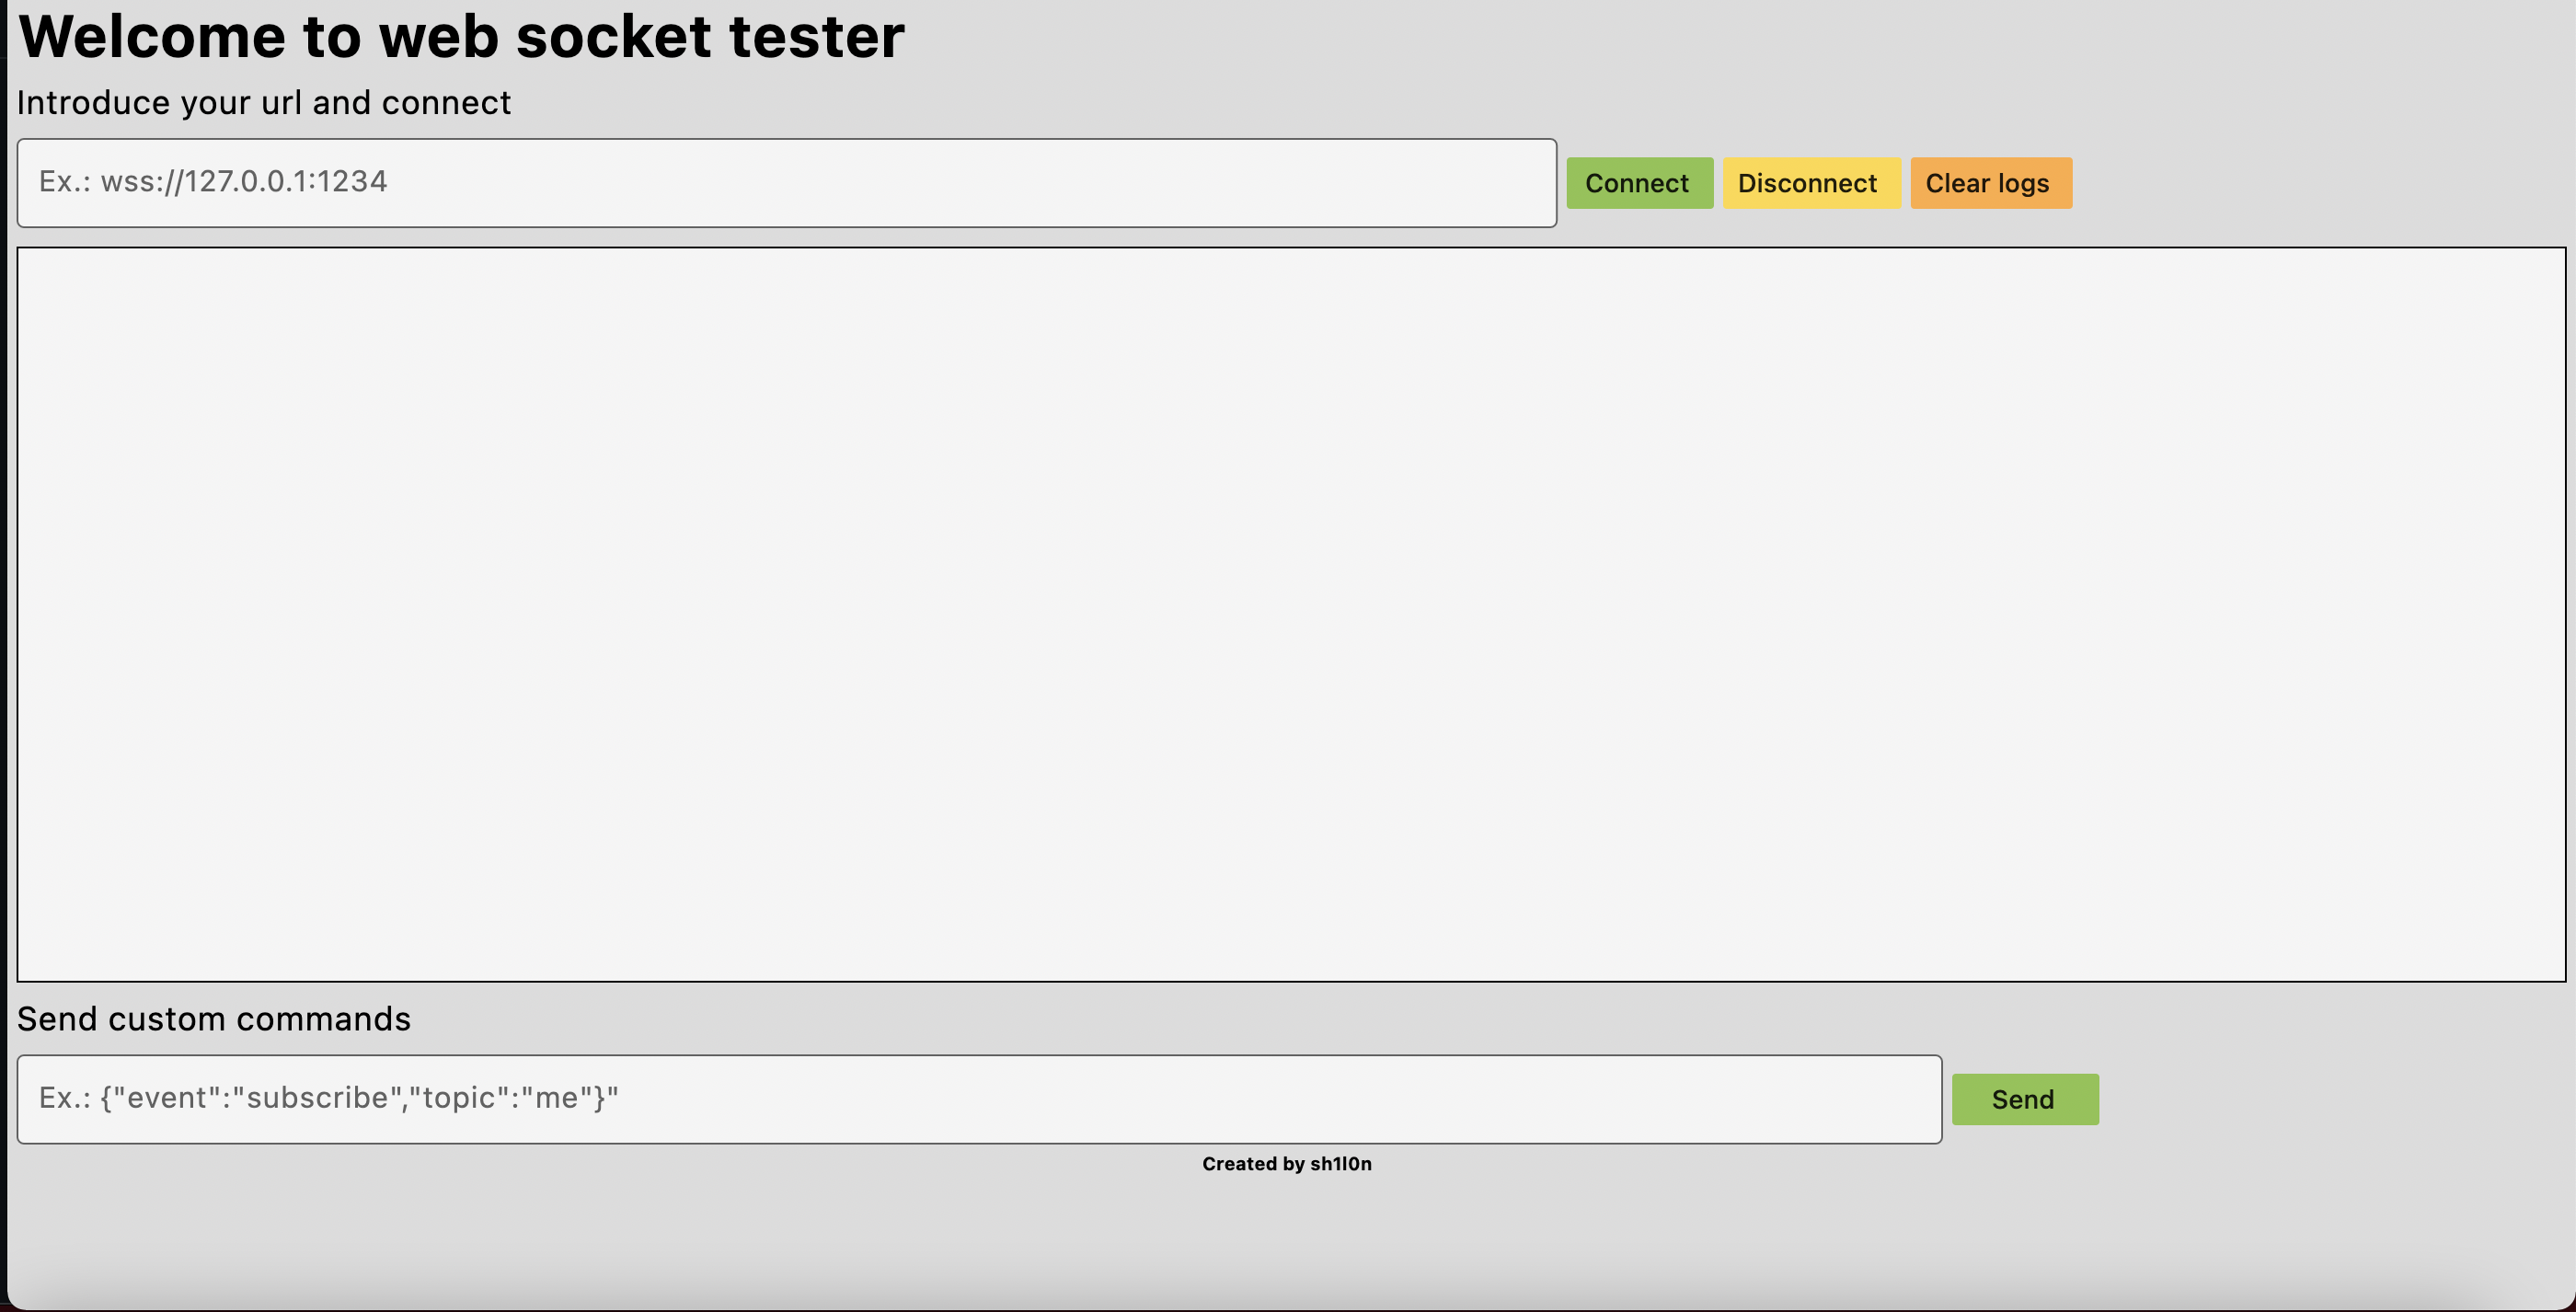 Welcome to web socket tester
Introduce your url and connect
Ex.: wss://127.0.0.1:1234
Connect Disconnect Clear logs
Send custom commands
Ex.: {"event":"subscribe","topic":"me"}"
Send
Created by sh1l0n